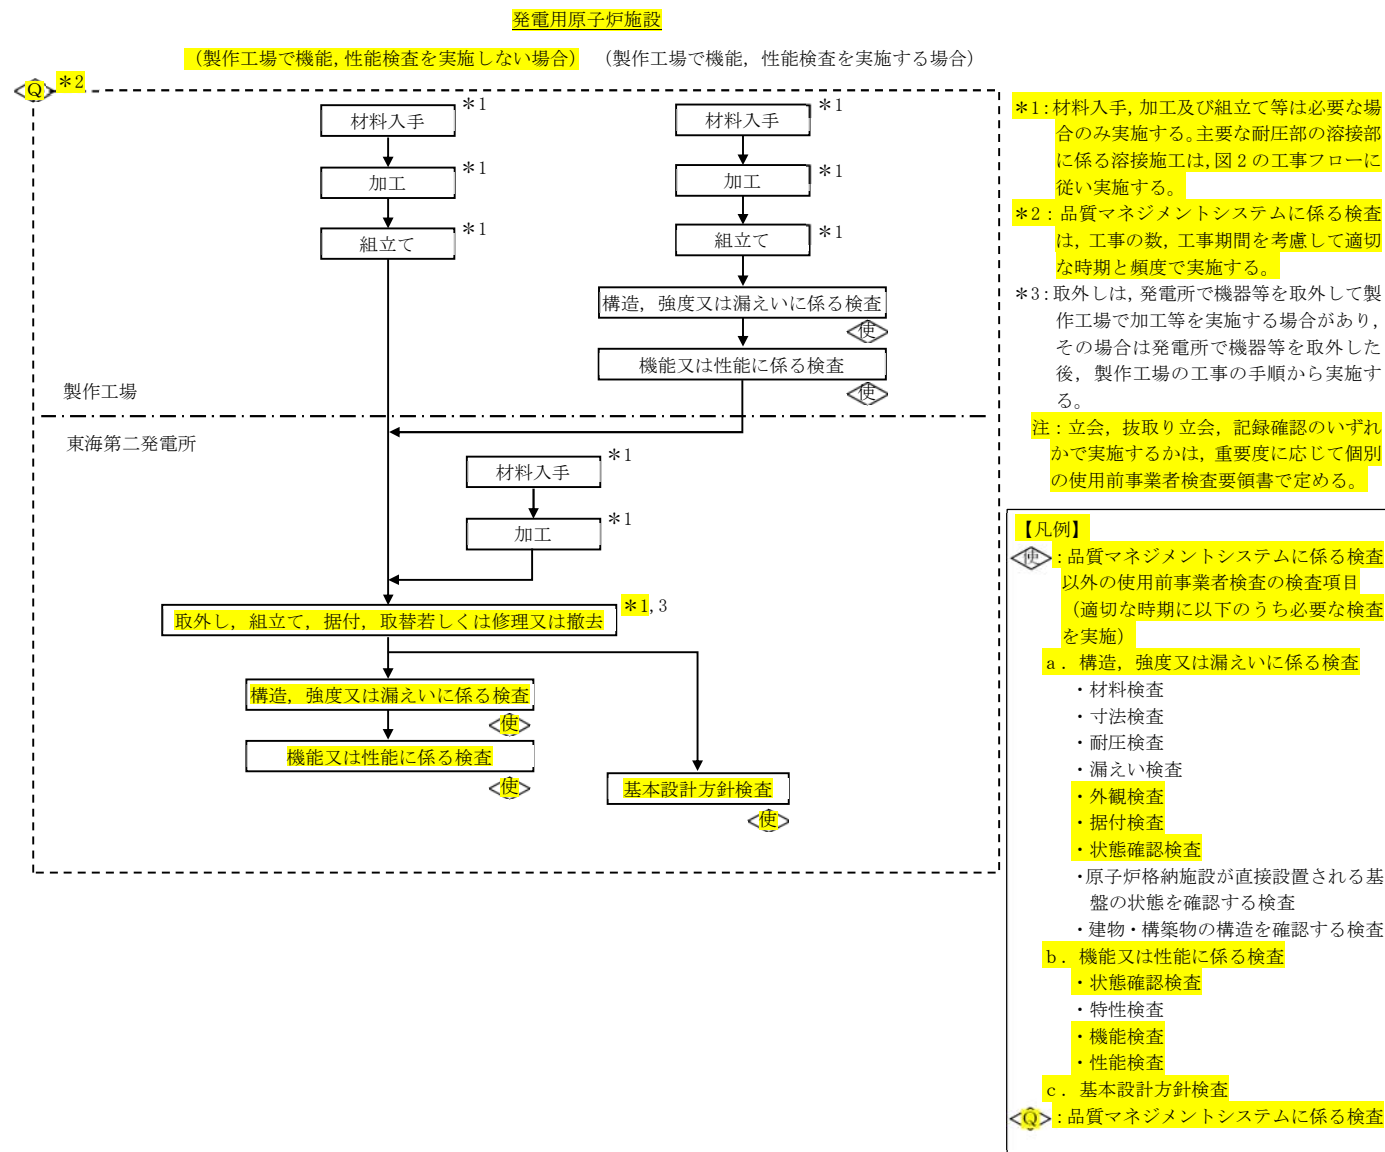 発電用原子炉施設
(製作工場で機能,性能検査を実施しない場合) (製作工場で機能,性能検査を実施する場合)
Q *2
材料入手 *1
加工 *1
組立て *1
材料入手 *1
加工 *1
組立て *1
構造,強度又は漏えいに係る検査
使
機能又は性能に係る検査
使
製作工場
東海第二発電所
材料入手 *1
加工 *1
取外し,組立て,据付,取替若しくは修理又は撤去 *1,3
構造,強度又は漏えいに係る検査
使
機能又は性能に係る検査
使
基本設計方針検査
使
*1:材料入手,加工及び組立て等は必要な場
合のみ実施する。主要な耐圧部の溶接部
に係る溶接施工は,図2の工事フローに
従い実施する。
*2:品質マネジメントシステムに係る検査
は,工事の数,工事期間を考慮して適切
な時期と頻度で実施する。
*3:取外しは,発電所で機器等を取外して製
作工場で加工等を実施する場合があり,
その場合は発電所で機器等を取外した
後,製作工場の工事の手順から実施す
る。
注:立会,抜取り立会,記録確認のいずれ
かで実施するかは,重要度に応じて個別
の使用前事業者検査要領書で定める。
【凡例】
使:品質マネジメントシステムに係る検査
以外の使用前事業者検査の検査項目
(適切な時期に以下のうち必要な検査
を実施)
a.構造,強度又は漏えいに係る検査
・材料検査
・寸法検査
・耐圧検査
・漏えい検査
・外観検査
・据付検査
・状態確認検査
・原子炉格納施設が直接設置される基
盤の状態を確認する検査
・建物・構築物の構造を確認する検査
b.機能又は性能に係る検査
・状態確認検査
・特性検査
・機能検査
・性能検査
c.基本設計方針検査
Q:品質マネジメントシステムに係る検査